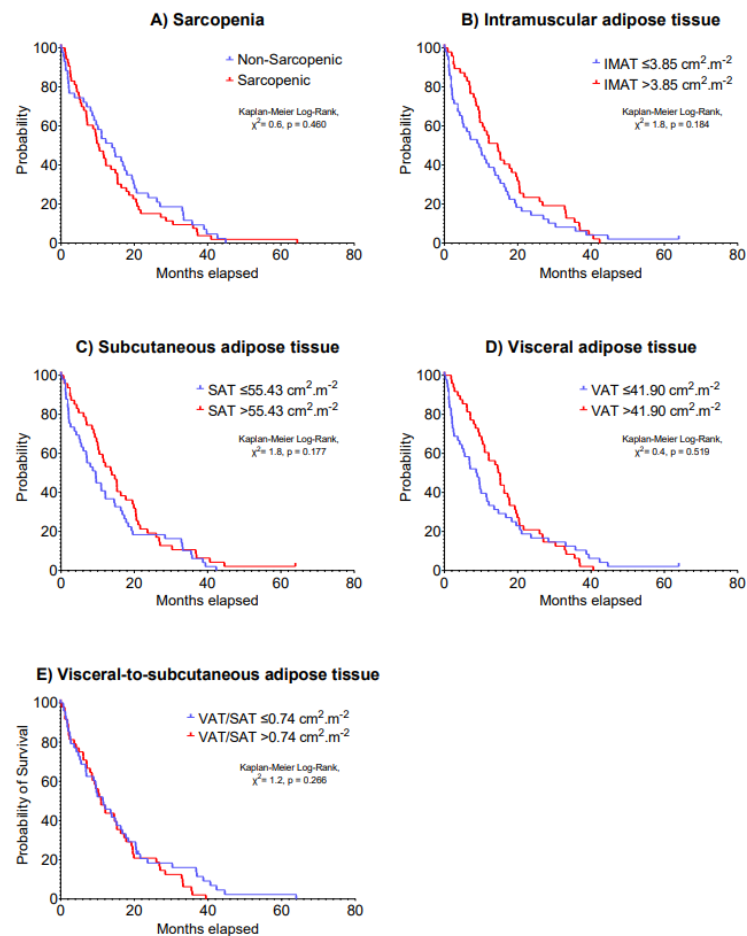 A) Sarcopenia
Probability
100
80
60
40
20
0
0 20 40 60 80
Months elapsed
Non-Sarcopenic
Sarcopenic
Kaplan-Meier Log-Rank,
χ²= 0.6, p = 0.460
B) Intramuscular adipose tissue
Probability
100
80
60
40
20
0
0 20 40 60 80
Months elapsed
IMAT ≤3.85 cm².m⁻²
IMAT >3.85 cm².m⁻²
Kaplan-Meier Log-Rank,
χ²= 1.8, p = 0.184
C) Subcutaneous adipose tissue
Probability
100
80
60
40
20
0
0 20 40 60 80
Months elapsed
SAT ≤55.43 cm².m⁻²
SAT >55.43 cm².m⁻²
Kaplan-Meier Log-Rank,
χ²= 1.8, p = 0.177
D) Visceral adipose tissue
Probability
100
80
60
40
20
0
0 20 40 60 80
Months elapsed
VAT ≤41.90 cm².m⁻²
VAT >41.90 cm².m⁻²
Kaplan-Meier Log-Rank,
χ²= 0.4, p = 0.519
E) Visceral-to-subcutaneous adipose tissue
Probability of Survival
100
80
60
40
20
0
0 20 40 60 80
Months elapsed
VAT/SAT ≤0.74 cm².m⁻²
VAT/SAT >0.74 cm².m⁻²
Kaplan-Meier Log-Rank,
χ²= 1.2, p = 0.266